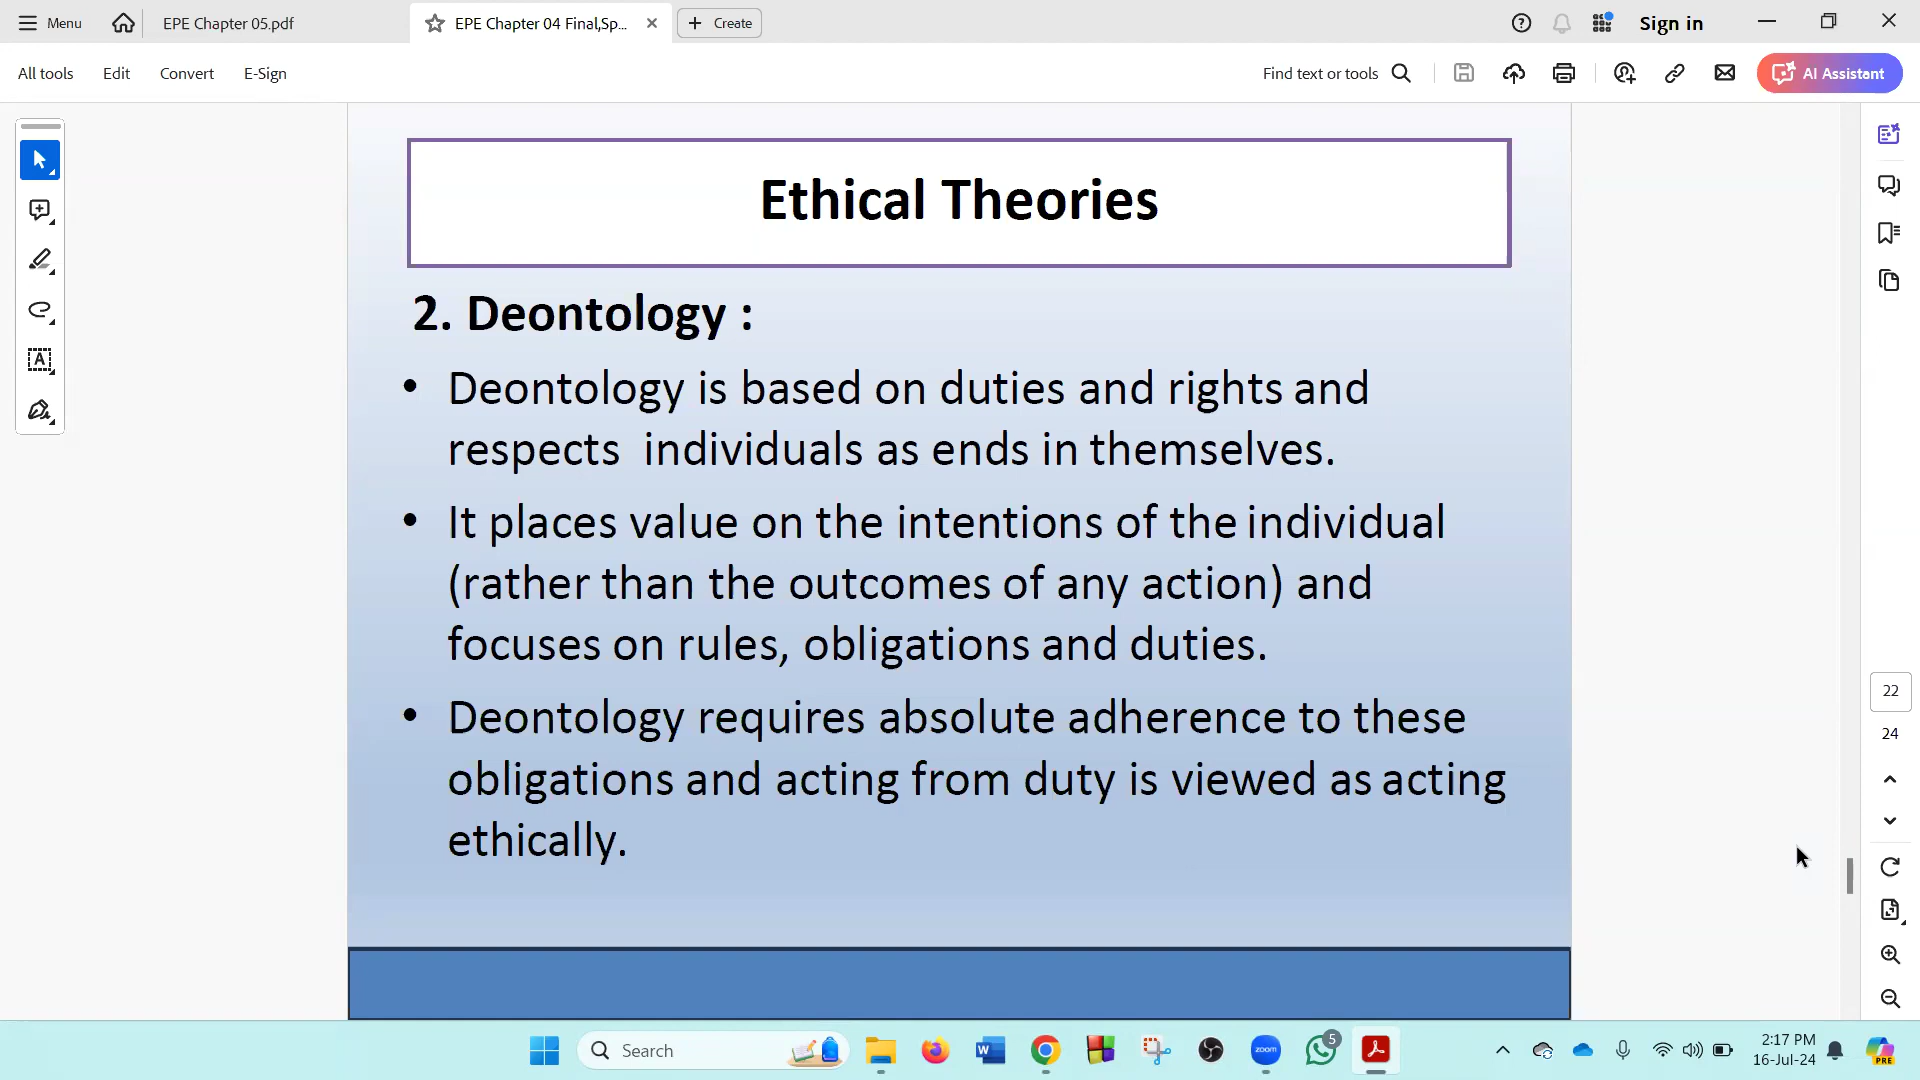 Menu
EPE Chapter 05.pdf
EPE Chapter 04 Final,Sp...
Create
Sign in
All tools
Edit
Convert
E-Sign
Find text or tools
AI Assistant
Ethical Theories
2. Deontology :
• Deontology is based on duties and rights and
respects individuals as ends in themselves.
• It places value on the intentions of the individual
(rather than the outcomes of any action) and
focuses on rules, obligations and duties.
• Deontology requires absolute adherence to these
obligations and acting from duty is viewed as acting
ethically.
22
24
Search
zoom
5
2:17 PM
16-Jul-24
PRE